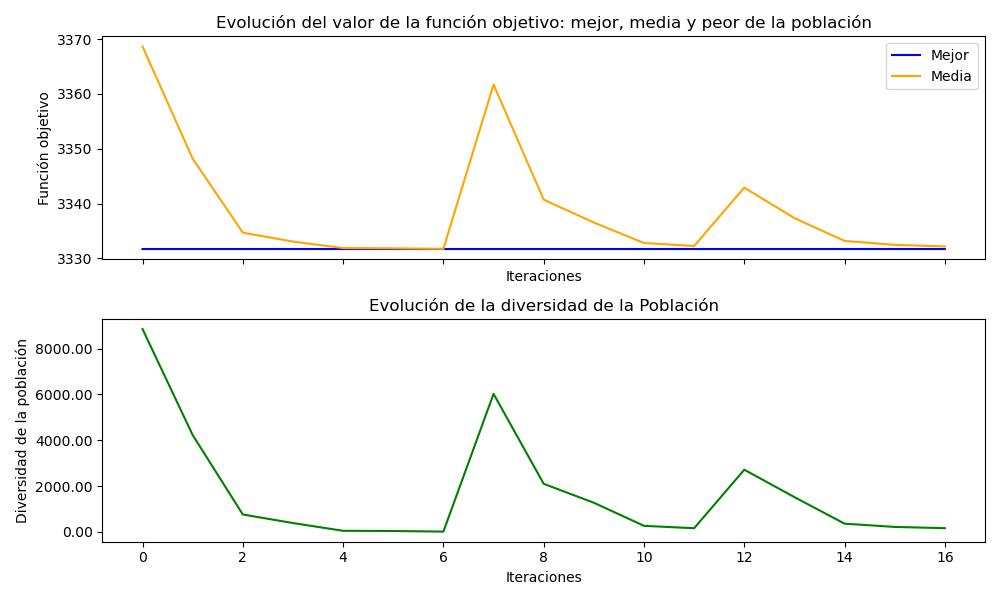 Evolución del valor de la función objetivo: mejor, media y peor de la población
3370
3360
3350
3340
3330
Función objetivo
Mejor
Media
Iteraciones
Evolución de la diversidad de la Población
8000.00
6000.00
4000.00
2000.00
0.00
Diversidad de la población
0 2 4 6 8 10 12 14 16
Iteraciones